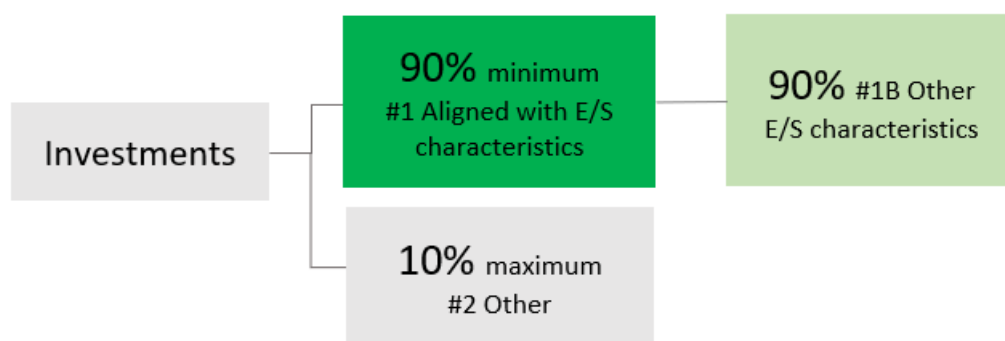 Investments
90% minimum
#1 Aligned with E/S
characteristics
90% #1B Other
E/S characteristics
10% maximum
#2 Other